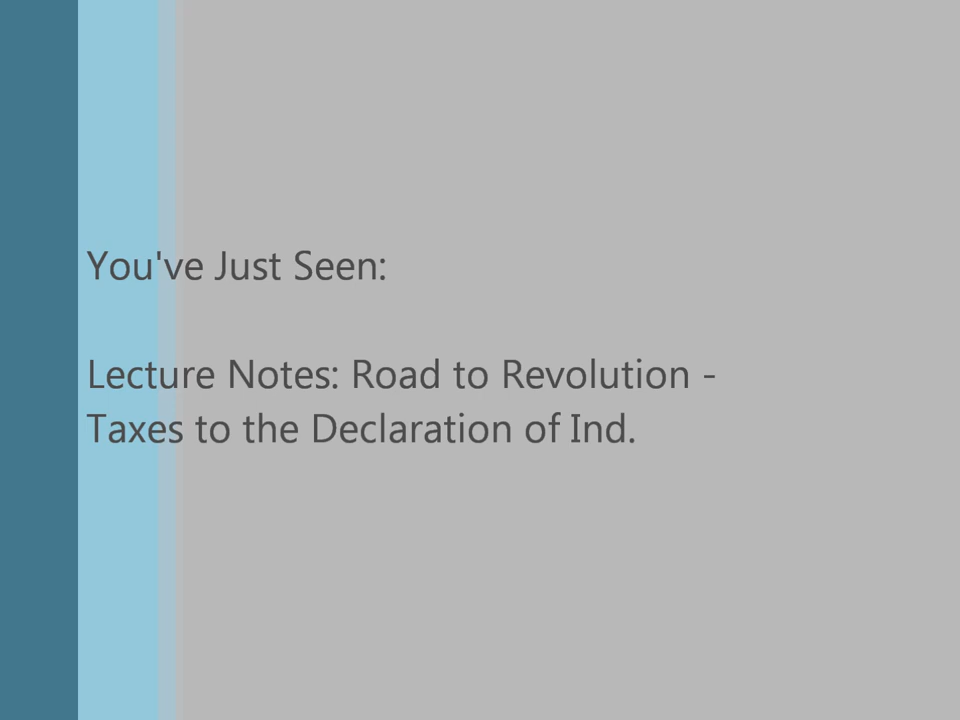 You've Just Seen:
Lecture Notes: Road to Revolution -
Taxes to the Declaration of Ind.